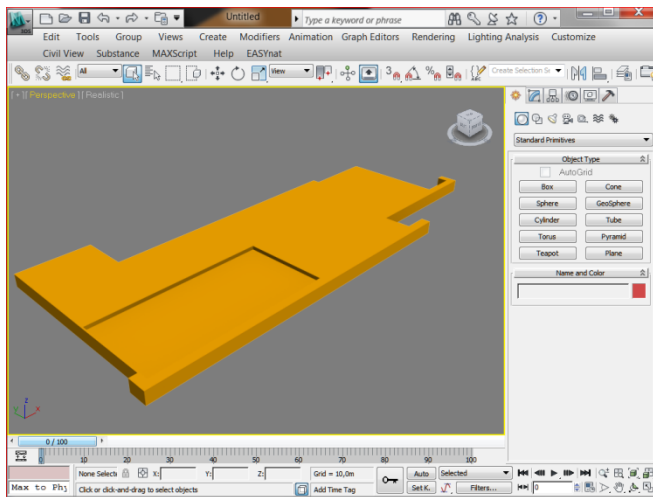 Untitled
Type a keyword or phrase
Edit Tools Group Views Create Modifiers Animation Graph Editors Rendering Lighting Analysis Customize
Civil View Substance MAXScript Help EASYnat
All View 3 Create Selection Se
[ + ][ Perspective ][ Realistic ]
Standard Primitives
Object Type
AutoGrid
Box Cone
Sphere GeoSphere
Cylinder Tube
Torus Pyramid
Teapot Plane
Name and Color
z
x
0 / 100
0 10 20 30 40 50 60 70 80 90 100
None Selecte X: Y: Z: Grid = 10,0m Auto Selected
Max to Phy Click or click-and-drag to select objects Add Time Tag Set K. Filters... 0